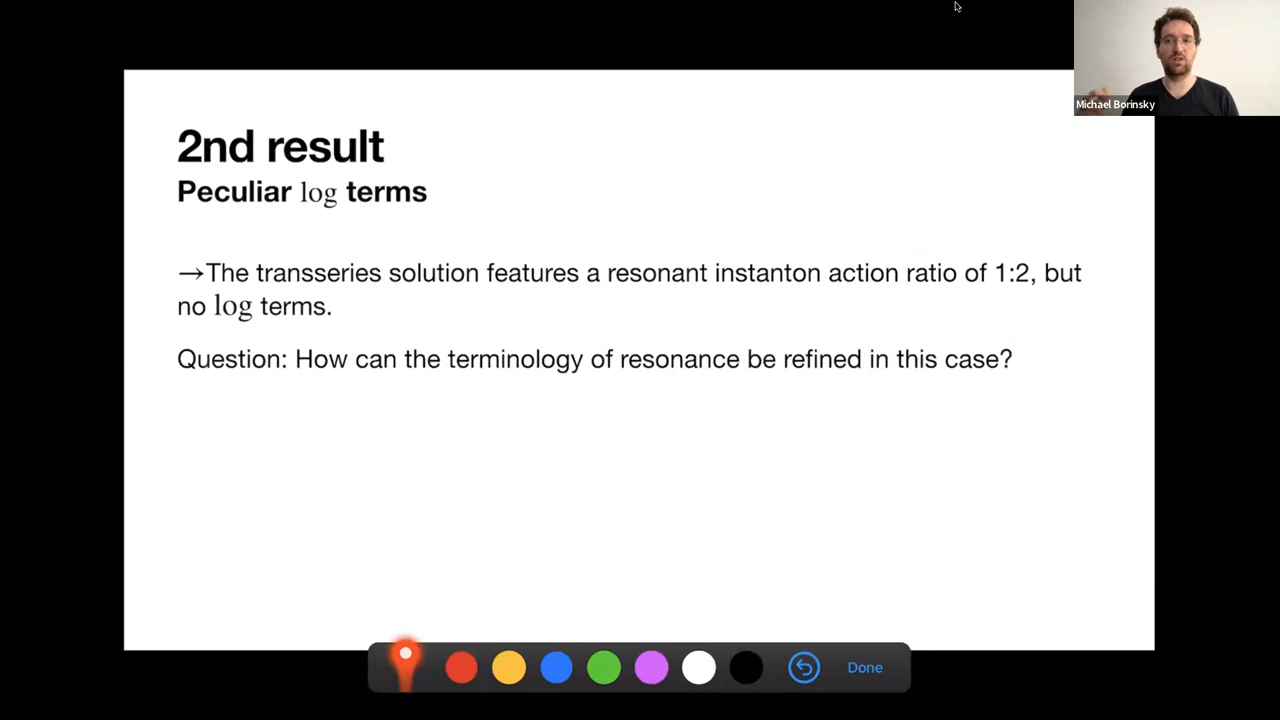 Michael Borinsky
2nd result
Peculiar log terms
→The transseries solution features a resonant instanton action ratio of 1:2, but
no log terms.
Question: How can the terminology of resonance be refined in this case?
Done